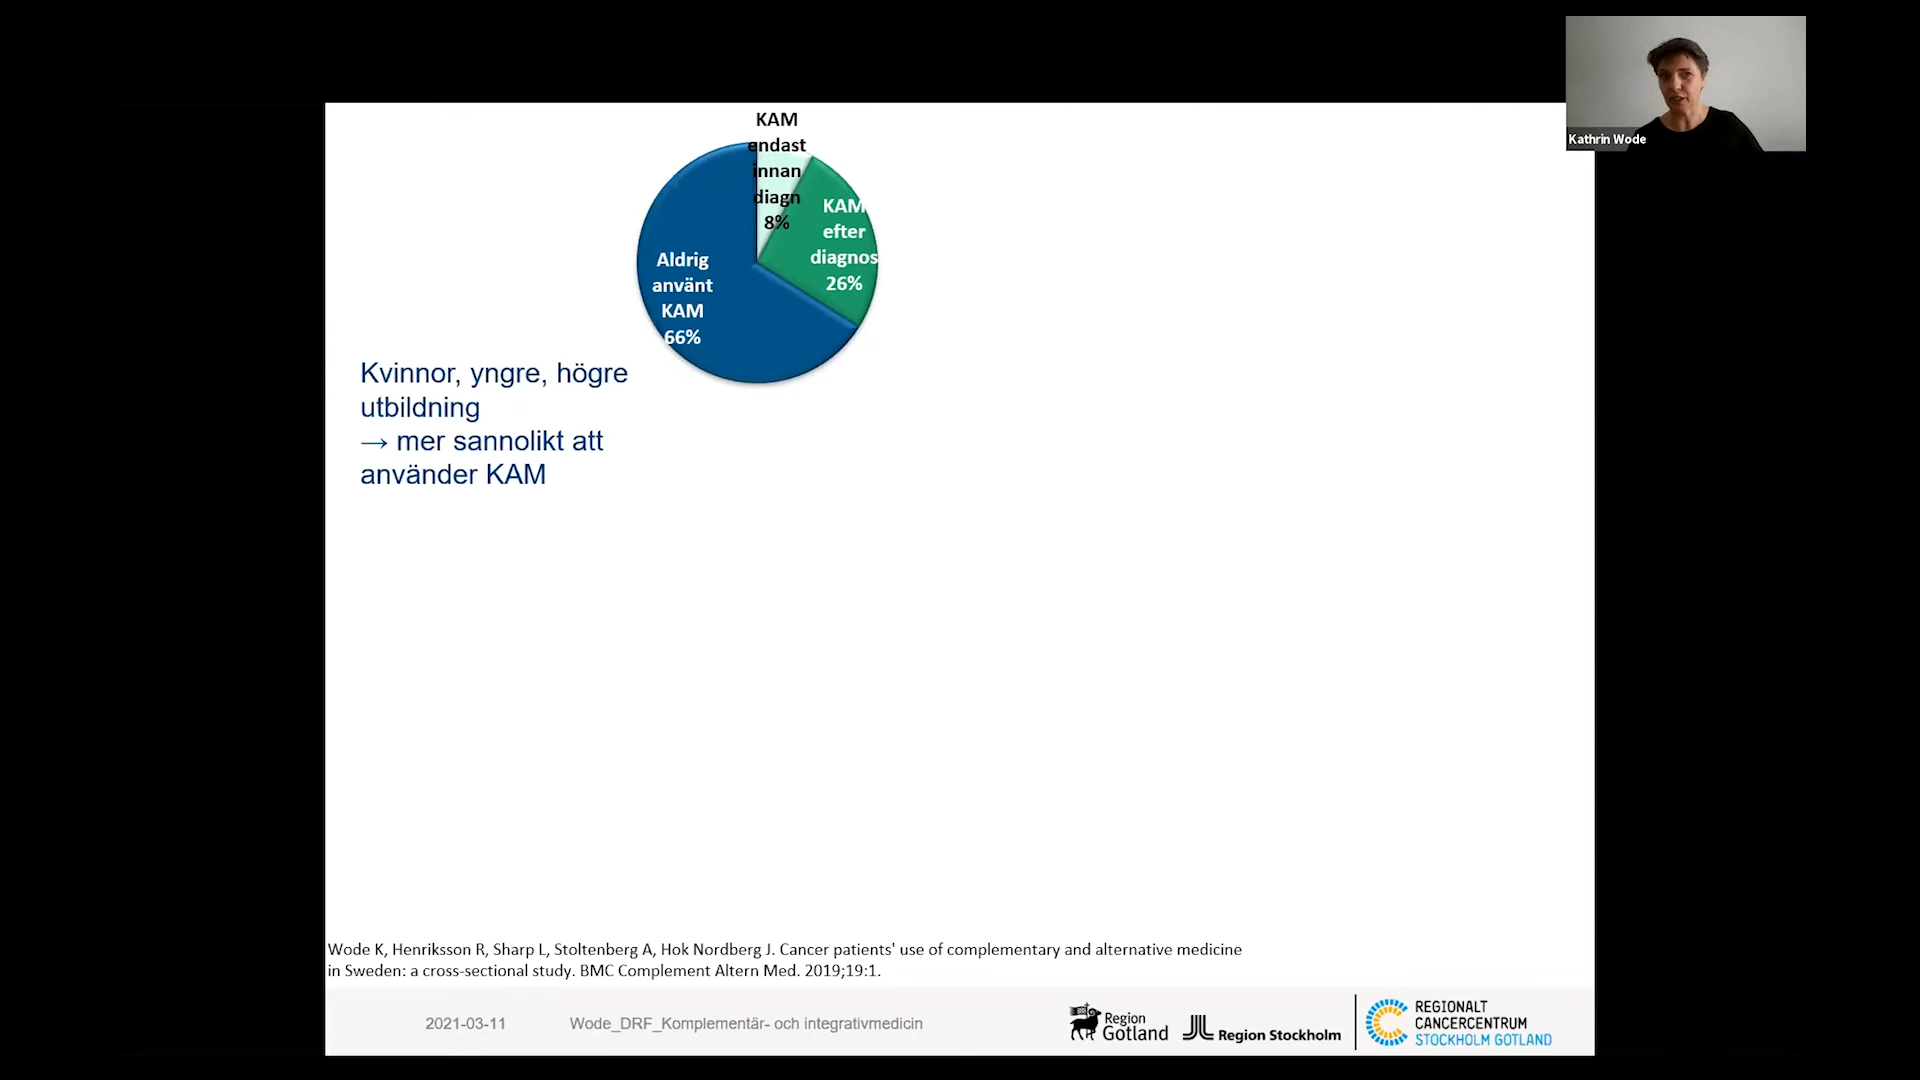 Kathrin Wode
KAM
endast
innan
diagn
8%
KAM
efter
diagnos
26%
Aldrig
använt
KAM
66%
Kvinnor, yngre, högre
utbildning
→ mer sannolikt att
använder KAM
Wode K, Henriksson R, Sharp L, Stoltenberg A, Hok Nordberg J. Cancer patients' use of complementary and alternative medicine
in Sweden: a cross-sectional study. BMC Complement Altern Med. 2019;19:1.
2021-03-11
Wode_DRF_Komplementär- och integrativmedicin
Region
Gotland
Region Stockholm
REGIONALT
CANCERCENTRUM
STOCKHOLM GOTLAND